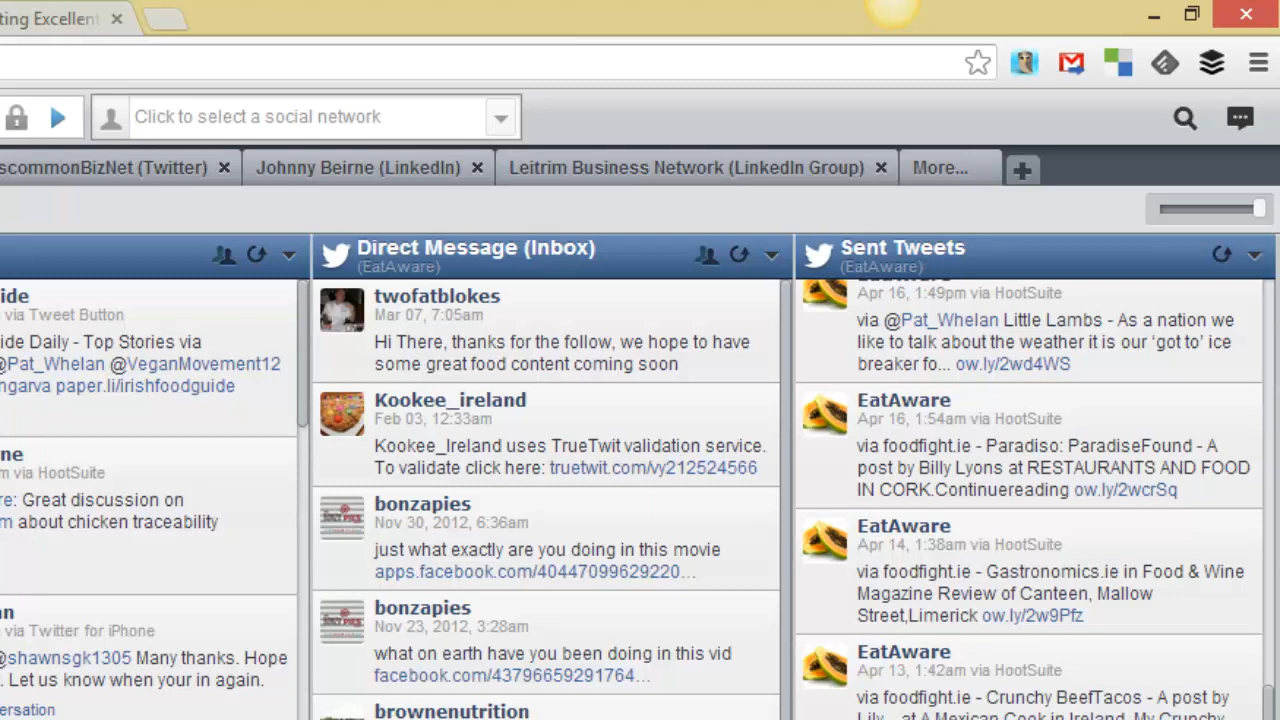 ting Excellent
Click to select a social network
scommonBizNet (Twitter)
Johnny Beirne (LinkedIn)
Leitrim Business Network (LinkedIn Group)
More...
ide
via Tweet Button
ide Daily - Top Stories via
@Pat_Whelan @VeganMovement12
ngarva paper.li/irishfoodguide
ne
m via HootSuite
re: Great discussion on
m about chicken traceability
an
via Twitter for iPhone
@shawnsgk1305 Many thanks. Hope
. Let us know when your in again.
ersation
Direct Message (Inbox)
(EatAware)
twofatblokes
Mar 07, 7:05am
Hi There, thanks for the follow, we hope to have
some great food content coming soon
Kookee_ireland
Feb 03, 12:33am
Kookee_Ireland uses TrueTwit validation service.
To validate click here: truetwit.com/vy212524566
bonzapies
Nov 30, 2012, 6:36am
just what exactly are you doing in this movie
apps.facebook.com/40447099629220...
bonzapies
Nov 23, 2012, 3:28am
what on earth have you been doing in this vid
facebook.com/43796659291764...
brownenutrition
Sent Tweets
(EatAware)
EatAware
Apr 16, 1:49pm via HootSuite
via @Pat_Whelan Little Lambs - As a nation we
like to talk about the weather it is our ‘got to’ ice
breaker fo... ow.ly/2wd4WS
EatAware
Apr 16, 1:54am via HootSuite
via foodfight.ie - Paradiso: ParadiseFound - A
post by Billy Lyons at RESTAURANTS AND FOOD
IN CORK.Continuereading ow.ly/2wcrSq
EatAware
Apr 14, 1:38am via HootSuite
via foodfight.ie - Gastronomics.ie in Food & Wine
Magazine Review of Canteen, Mallow
Street,Limerick ow.ly/2w9Pfz
EatAware
Apr 13, 1:42am via HootSuite
via foodfight.ie - Crunchy BeefTacos - A post by
Lily at A Mexican Cook in Ireland. My Crunchy